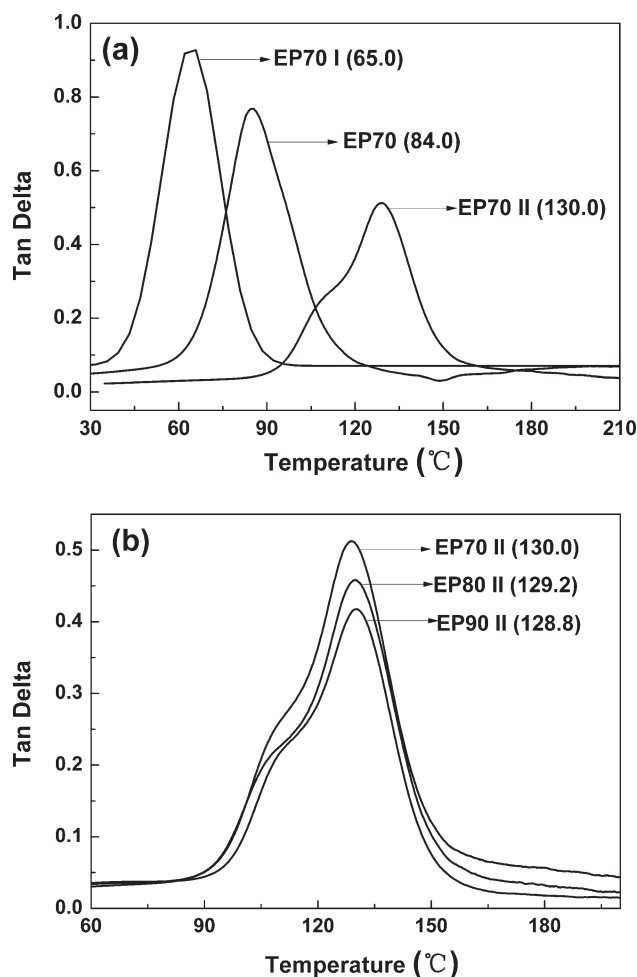 (a)
EP70 I (65.0)
EP70 (84.0)
EP70 II (130.0)
Tan Delta
1.0
0.8
0.6
0.4
0.2
0.0
30 60 90 120 150 180 210
Temperature (℃)
(b)
EP70 II (130.0)
EP80 II (129.2)
EP90 II (128.8)
Tan Delta
0.5
0.4
0.3
0.2
0.1
0.0
60 90 120 150 180
Temperature (℃)